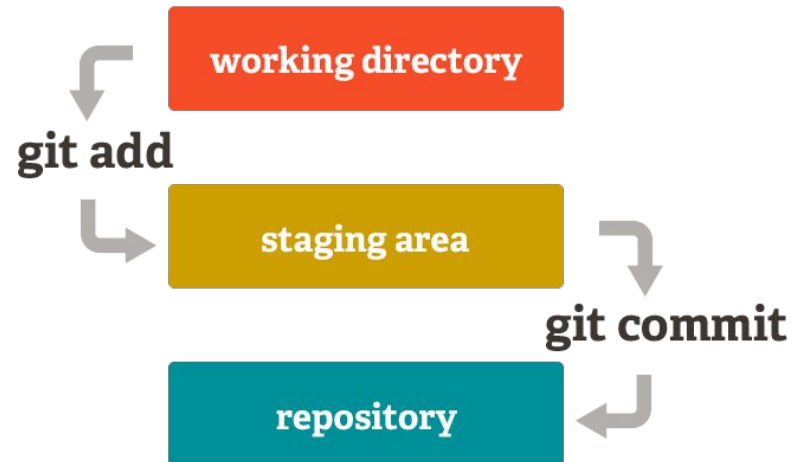 working directory
git add
staging area
git commit
repository